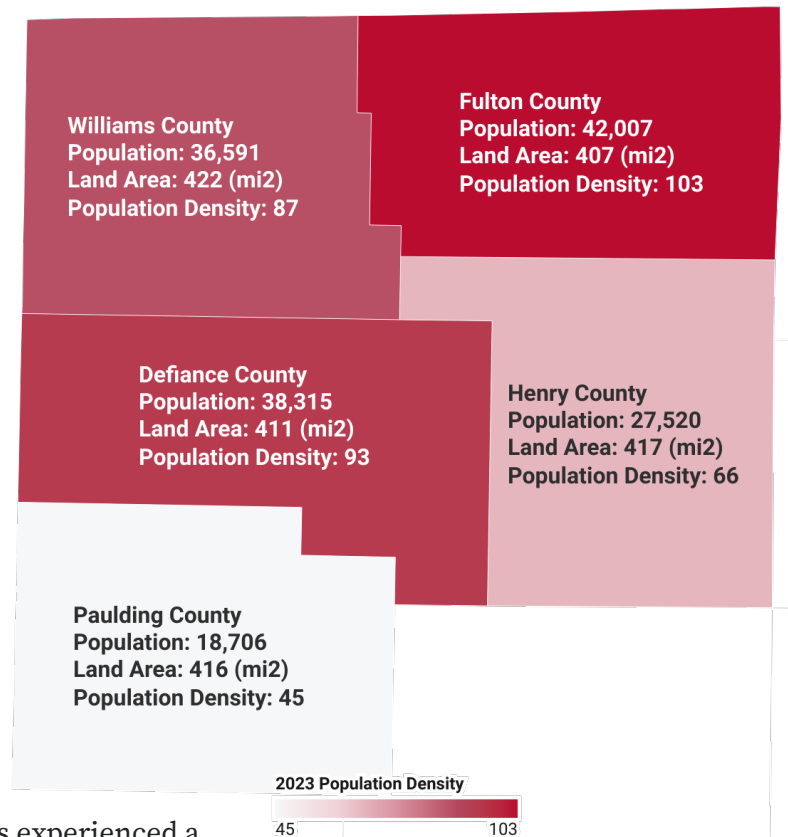 Williams County
Population: 36,591
Land Area: 422 (mi2)
Population Density: 87
Fulton County
Population: 42,007
Land Area: 407 (mi2)
Population Density: 103
Defiance County
Population: 38,315
Land Area: 411 (mi2)
Population Density: 93
Henry County
Population: 27,520
Land Area: 417 (mi2)
Population Density: 66
Paulding County
Population: 18,706
Land Area: 416 (mi2)
Population Density: 45
2023 Population Density
45 103
s experienced a